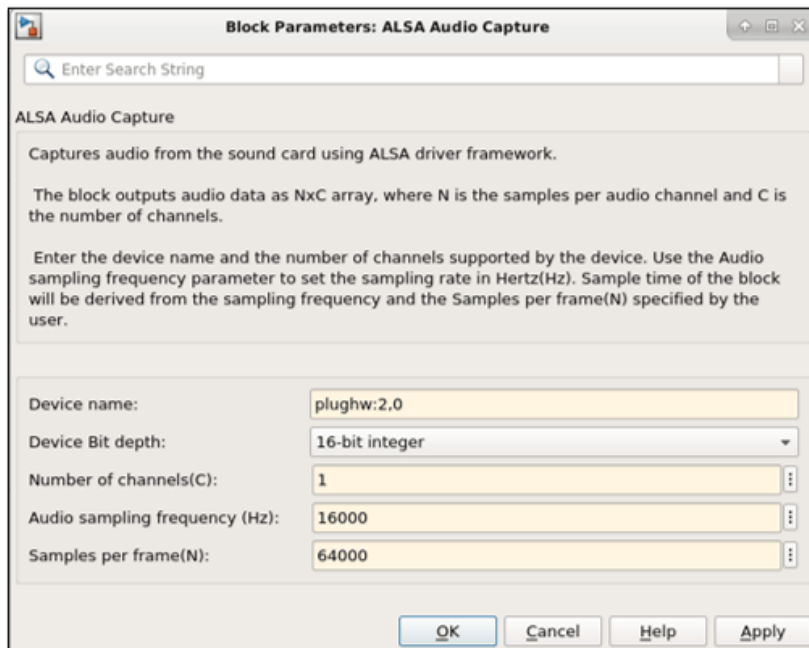 Block Parameters: ALSA Audio Capture
Enter Search String
ALSA Audio Capture
Captures audio from the sound card using ALSA driver framework.
The block outputs audio data as NxC array, where N is the samples per audio channel and C is
the number of channels.
Enter the device name and the number of channels supported by the device. Use the Audio
sampling frequency parameter to set the sampling rate in Hertz(Hz). Sample time of the block
will be derived from the sampling frequency and the Samples per frame(N) specified by the
user.
Device name: plughw:2,0
Device Bit depth: 16-bit integer
Number of channels(C): 1
Audio sampling frequency (Hz): 16000
Samples per frame(N): 64000
OK Cancel Help Apply